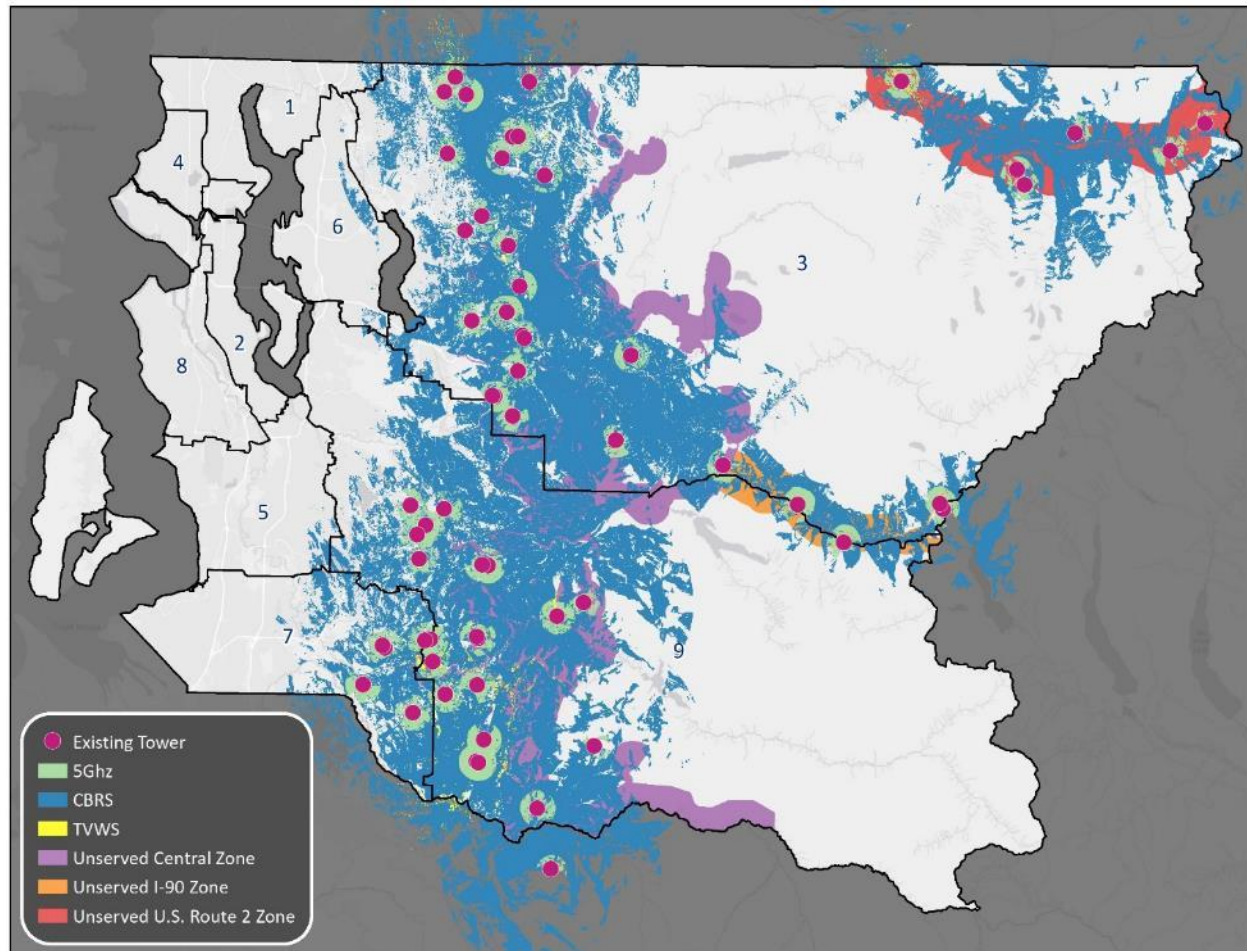 1
4
6
3
2
8
5
7
9
Existing Tower
5Ghz
CBRS
TVWS
Unserved Central Zone
Unserved I-90 Zone
Unserved U.S. Route 2 Zone